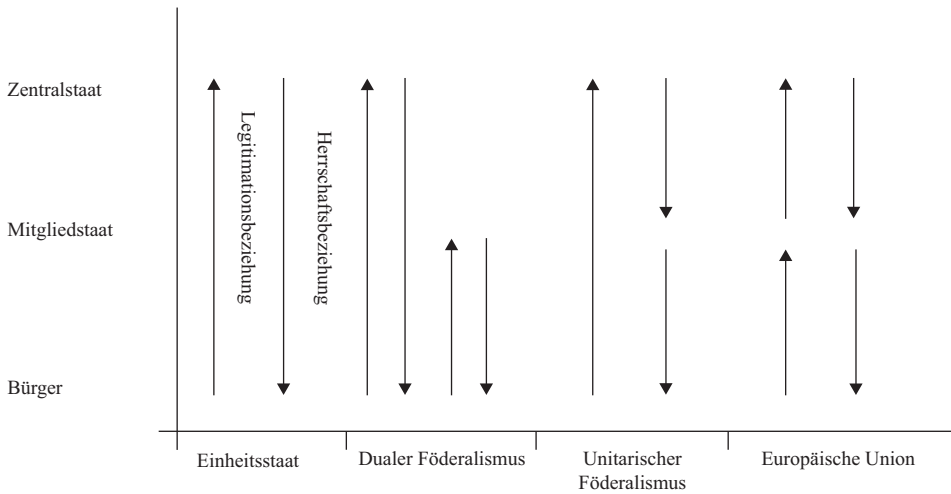 Zentralstaat
Legitimationsbeziehung
Herrschaftsbeziehung
Mitgliedstaat
Bürger
Einheitsstaat
Dualer Föderalismus
Unitarischer
Föderalismus
Europäische Union